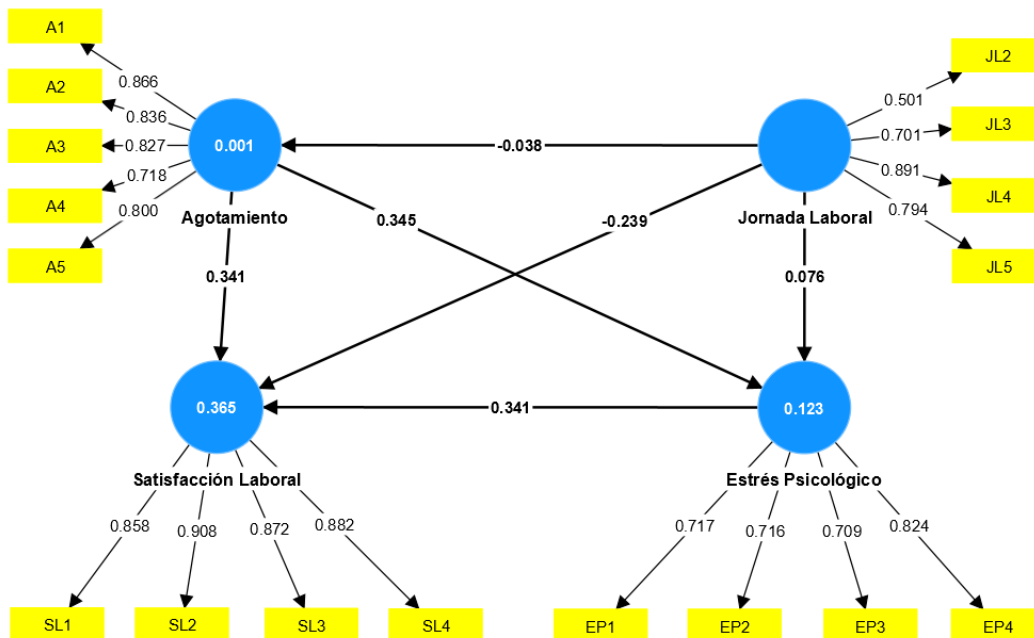 A1
JL2
0.866
0.501
A2
0.836
JL3
0.701
A3
0.827
0.001
-0.038
0.891
0.718
JL4
A4
0.800
0.794
Agotamiento
0.345
-0.239
Jornada Laboral
A5
JL5
0.341
0.076
0.365
0.341
0.123
Satisfacción Laboral
Estrés Psicológico
0.858
0.908
0.872
0.882
0.717
0.716
0.709
0.824
SL1
SL2
SL3
SL4
EP1
EP2
EP3
EP4